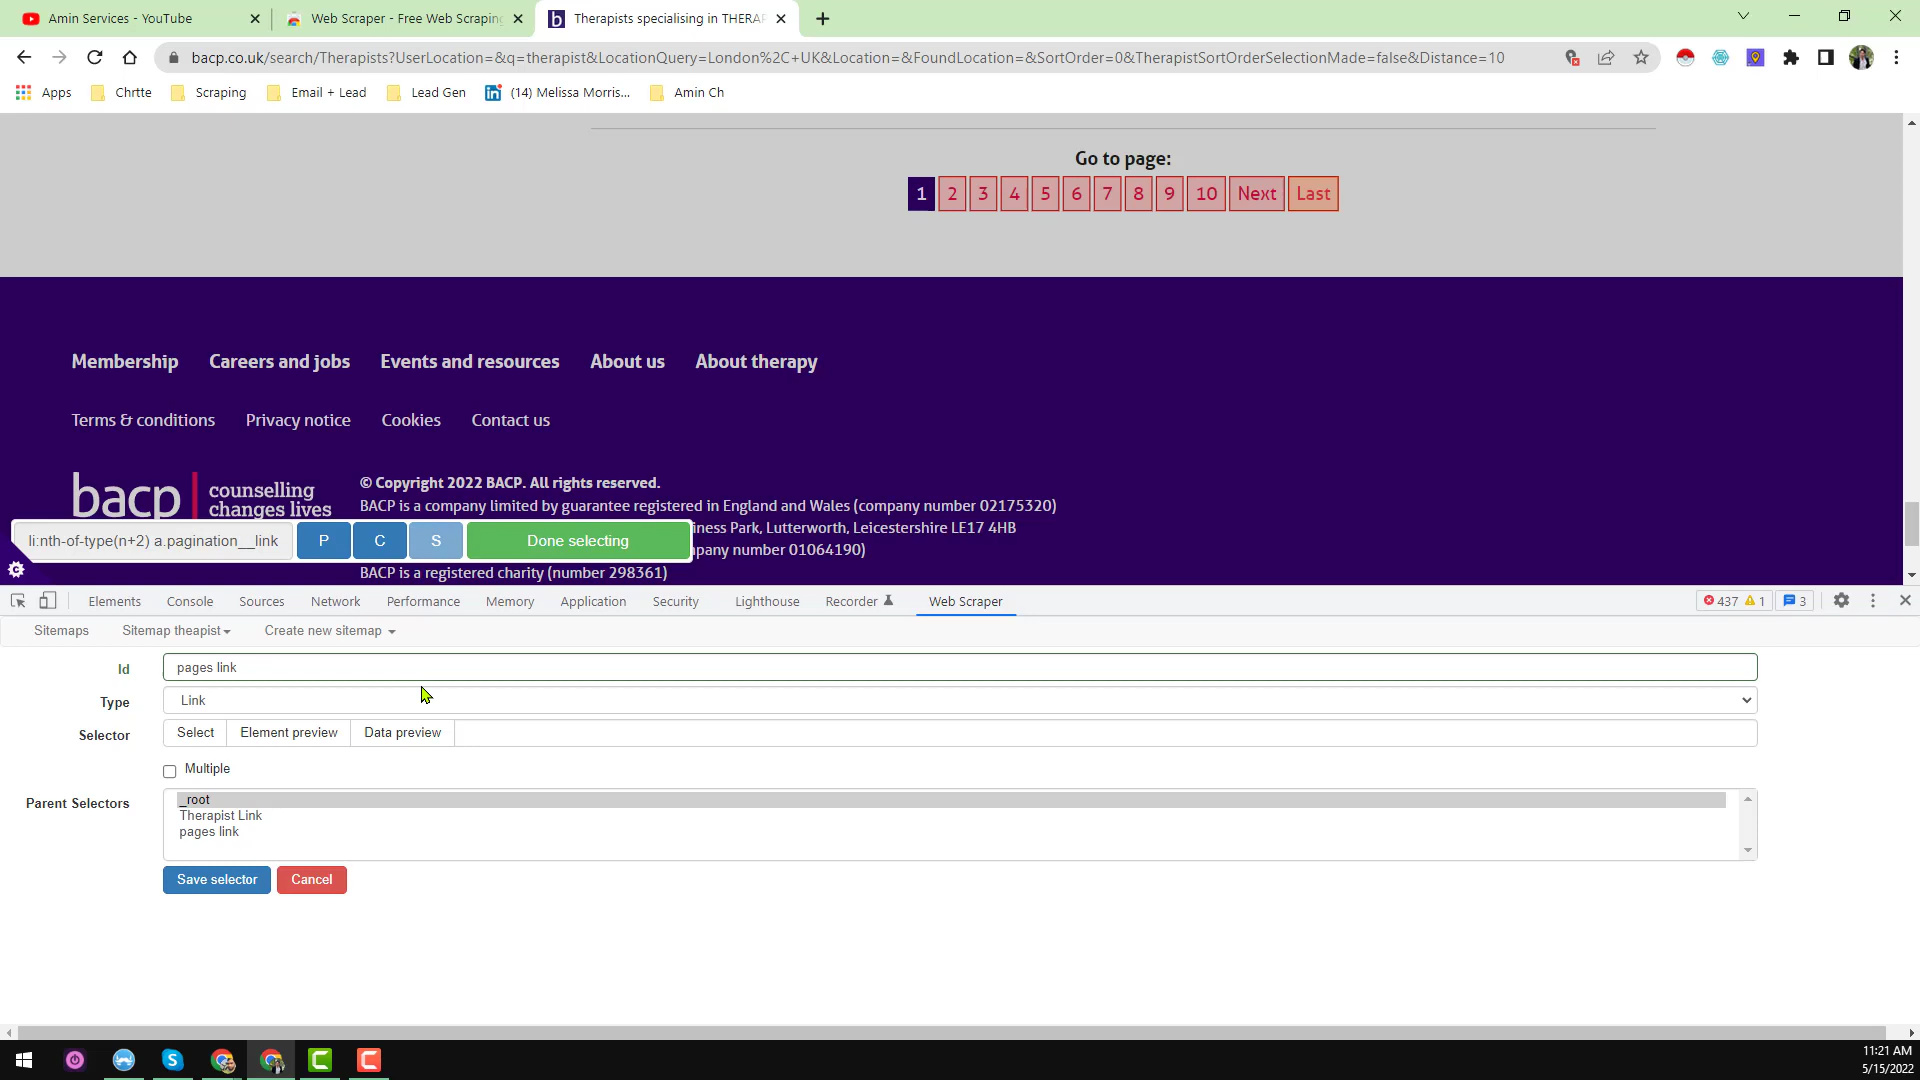 Amin Services - YouTube
Web Scraper - Free Web Scraping
Therapists specialising in THERAP
bacp.co.uk/search/Therapists?UserLocation=&q=therapist&LocationQuery=London%2C+UK&Location=&FoundLocation=&SortOrder=0&TherapistSortOrderSelectionMade=false&Distance=10
Apps
Chrtte
Scraping
Email + Lead
Lead Gen
(14) Melissa Morris...
Amin Ch
Go to page:
1 2 3 4 5 6 7 8 9 10 Next Last
Membership Careers and jobs Events and resources About us About therapy
Terms & conditions Privacy notice Cookies Contact us
bacp counselling changes lives
© Copyright 2022 BACP. All rights reserved.
BACP is a company limited by guarantee registered in England and Wales (company number 02175320)
iness Park, Lutterworth, Leicestershire LE17 4HB
npany number 01064190)
BACP is a registered charity (number 298361)
li:nth-of-type(n+2) a.pagination__link P C S Done selecting
Elements Console Sources Network Performance Memory Application Security Lighthouse Recorder Web Scraper 437 1 3
Sitemaps Sitemap theapist Create new sitemap
Id pages link
Type Link
Selector Select Element preview Data preview
Multiple
Parent Selectors
_root
Therapist Link
pages link
Save selector Cancel
11:21 AM
5/15/2022